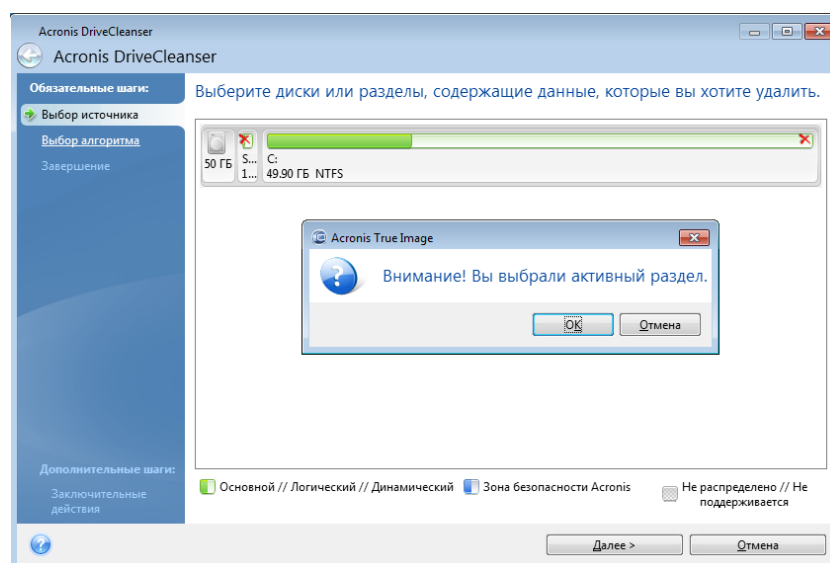 Acronis DriveCleanser
Acronis DriveCleanser
Обязательные шаги:
Выбор источника
Выбор алгоритма
Завершение
Выберите диски или разделы, содержащие данные, которые вы хотите удалить.
50 ГБ
S...
1...
C:
49.90 ГБ NTFS
Acronis True Image
Внимание! Вы выбрали активный раздел.
OK
Отмена
Дополнительные шаги:
Заключительные
действия
Основной // Логический // Динамический
Зона безопасности Acronis
Не распределено // Не
поддерживается
Далее >
Отмена